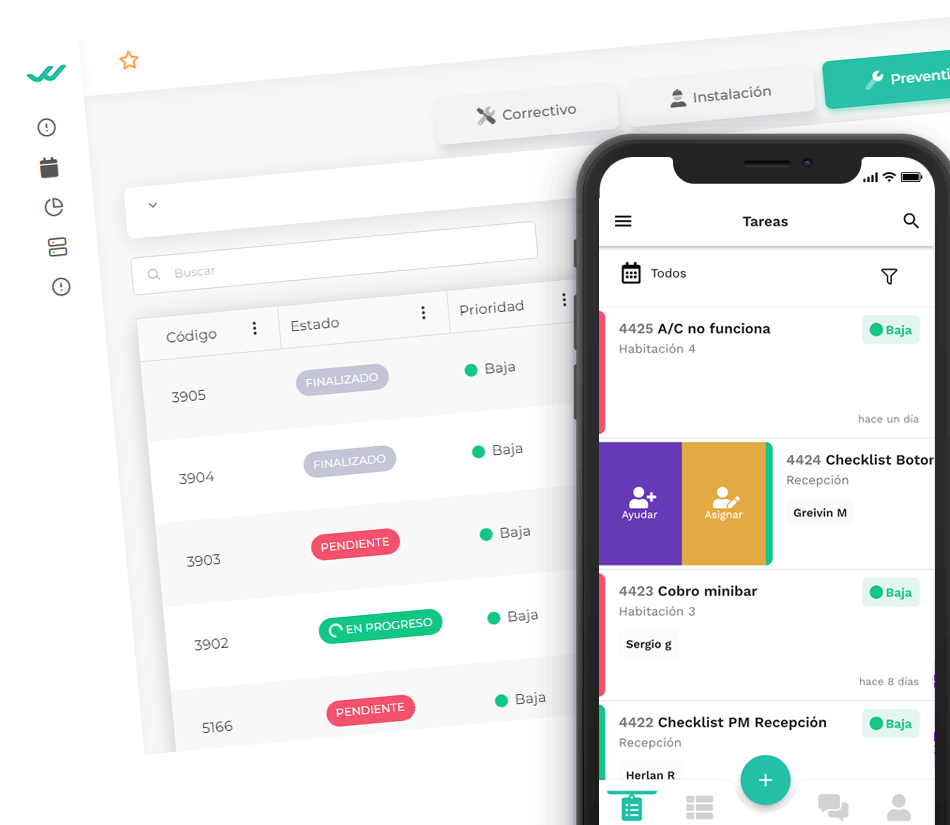 Correctivo
Instalación
Preventi
Buscar
Código
Estado
Prioridad
3905
FINALIZADO
Baja
3904
FINALIZADO
Baja
3903
PENDIENTE
Baja
3902
EN PROGRESO
Baja
5166
PENDIENTE
Baja
Tareas
Todos
4425 A/C no funciona
Baja
Habitación 4
hace un día
Ayudar
Asignar
4424 Checklist Boton
Recepción
Greivin M
4423 Cobro minibar
Baja
Habitación 3
Sergio g
hace 8 días
4422 Checklist PM Recepción
Baja
Recepción
Herlan R